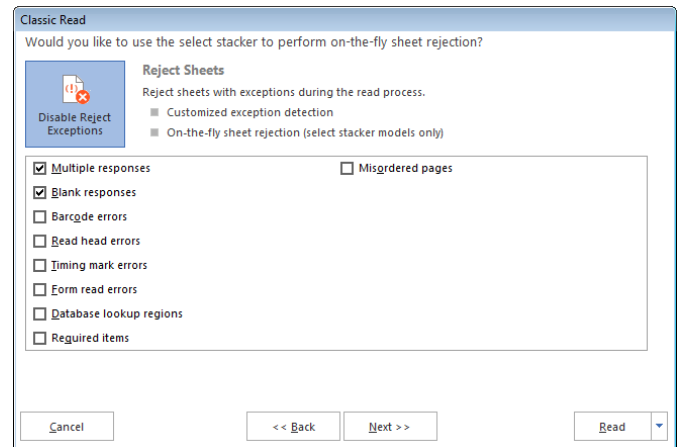 Classic Read
Would you like to use the select stacker to perform on-the-fly sheet rejection?
Disable Reject
Exceptions
Reject Sheets
Reject sheets with exceptions during the read process.
Customized exception detection
On-the-fly sheet rejection (select stacker models only)
Multiple responses
Blank responses
Barcode errors
Read head errors
Timing mark errors
Form read errors
Database lookup regions
Required items
Misordered pages
Cancel
<< Back
Next >>
Read